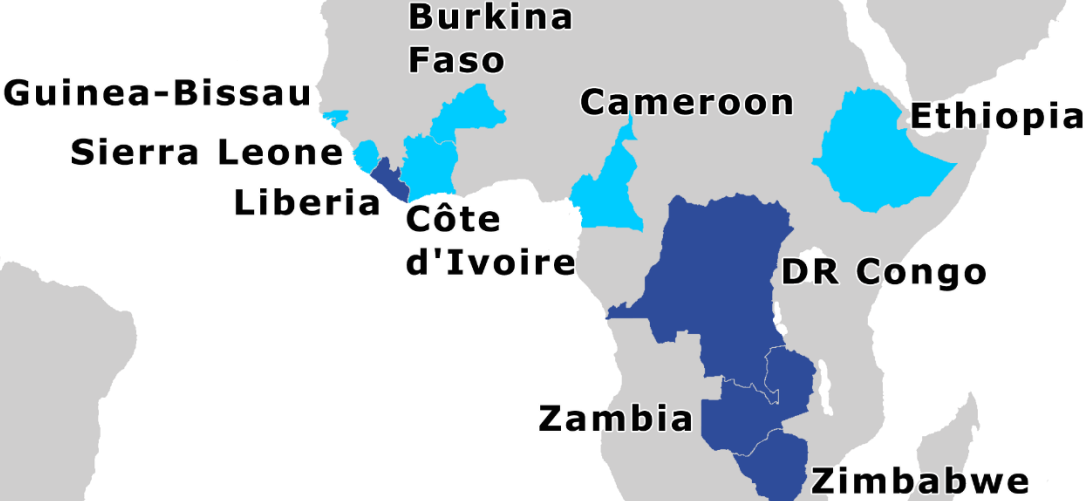 Burkina
Faso
Guinea-Bissau
Cameroon
Ethiopia
Sierra Leone
Liberia
Côte
d'Ivoire
DR Congo
Zambia
Zimbabwe